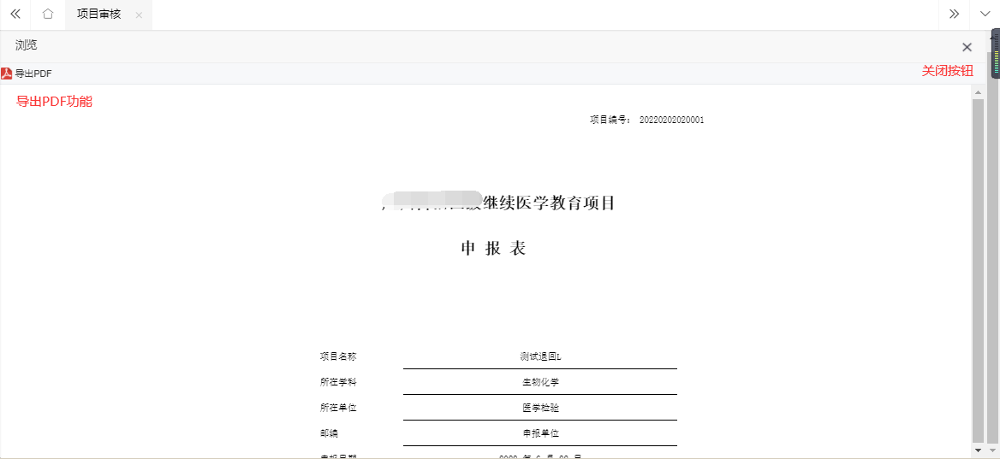 项目审核
浏览
导出PDF
关闭按钮
导出PDF功能
项目编号: 20220202020001
继续医学教育项目
申 报 表
项目名称 测试退回L
所在学科 生物化学
所在单位 医学检验
邮编 申报单位